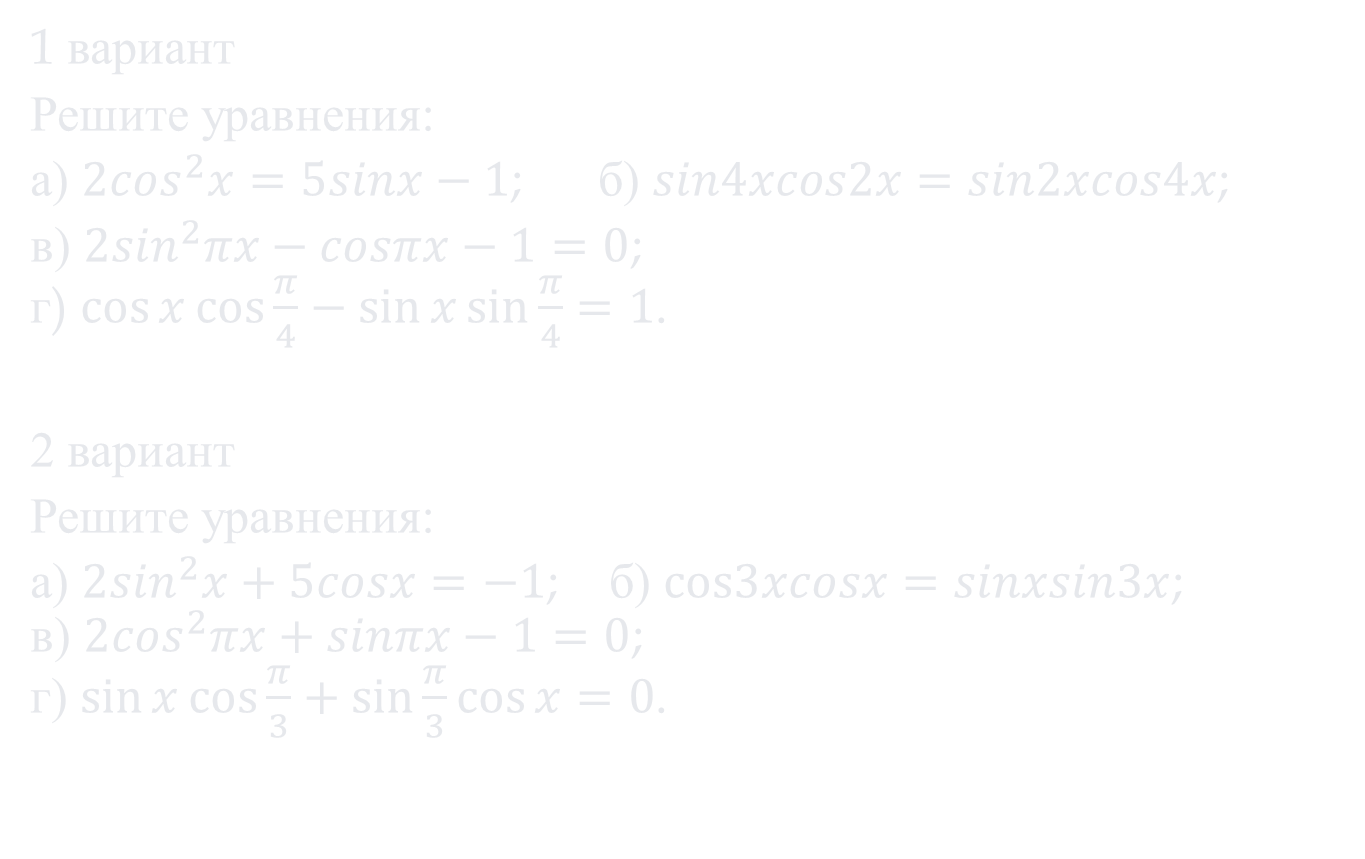 1 вариант
Решите уравнения:
а) 2cos²x = 5sinx − 1; б) sin4xcos2x = sin2xcos4x;
в) 2sin²πx − cosπx − 1 = 0;
г) cos x cos π/4 − sin x sin π/4 = 1.
2 вариант
Решите уравнения:
а) 2sin²x + 5cosx = −1; б) cos3xcosx = sinxsin3x;
в) 2cos²πx + sinπx − 1 = 0;
г) sin x cos π/3 + sin π/3 cos x = 0.